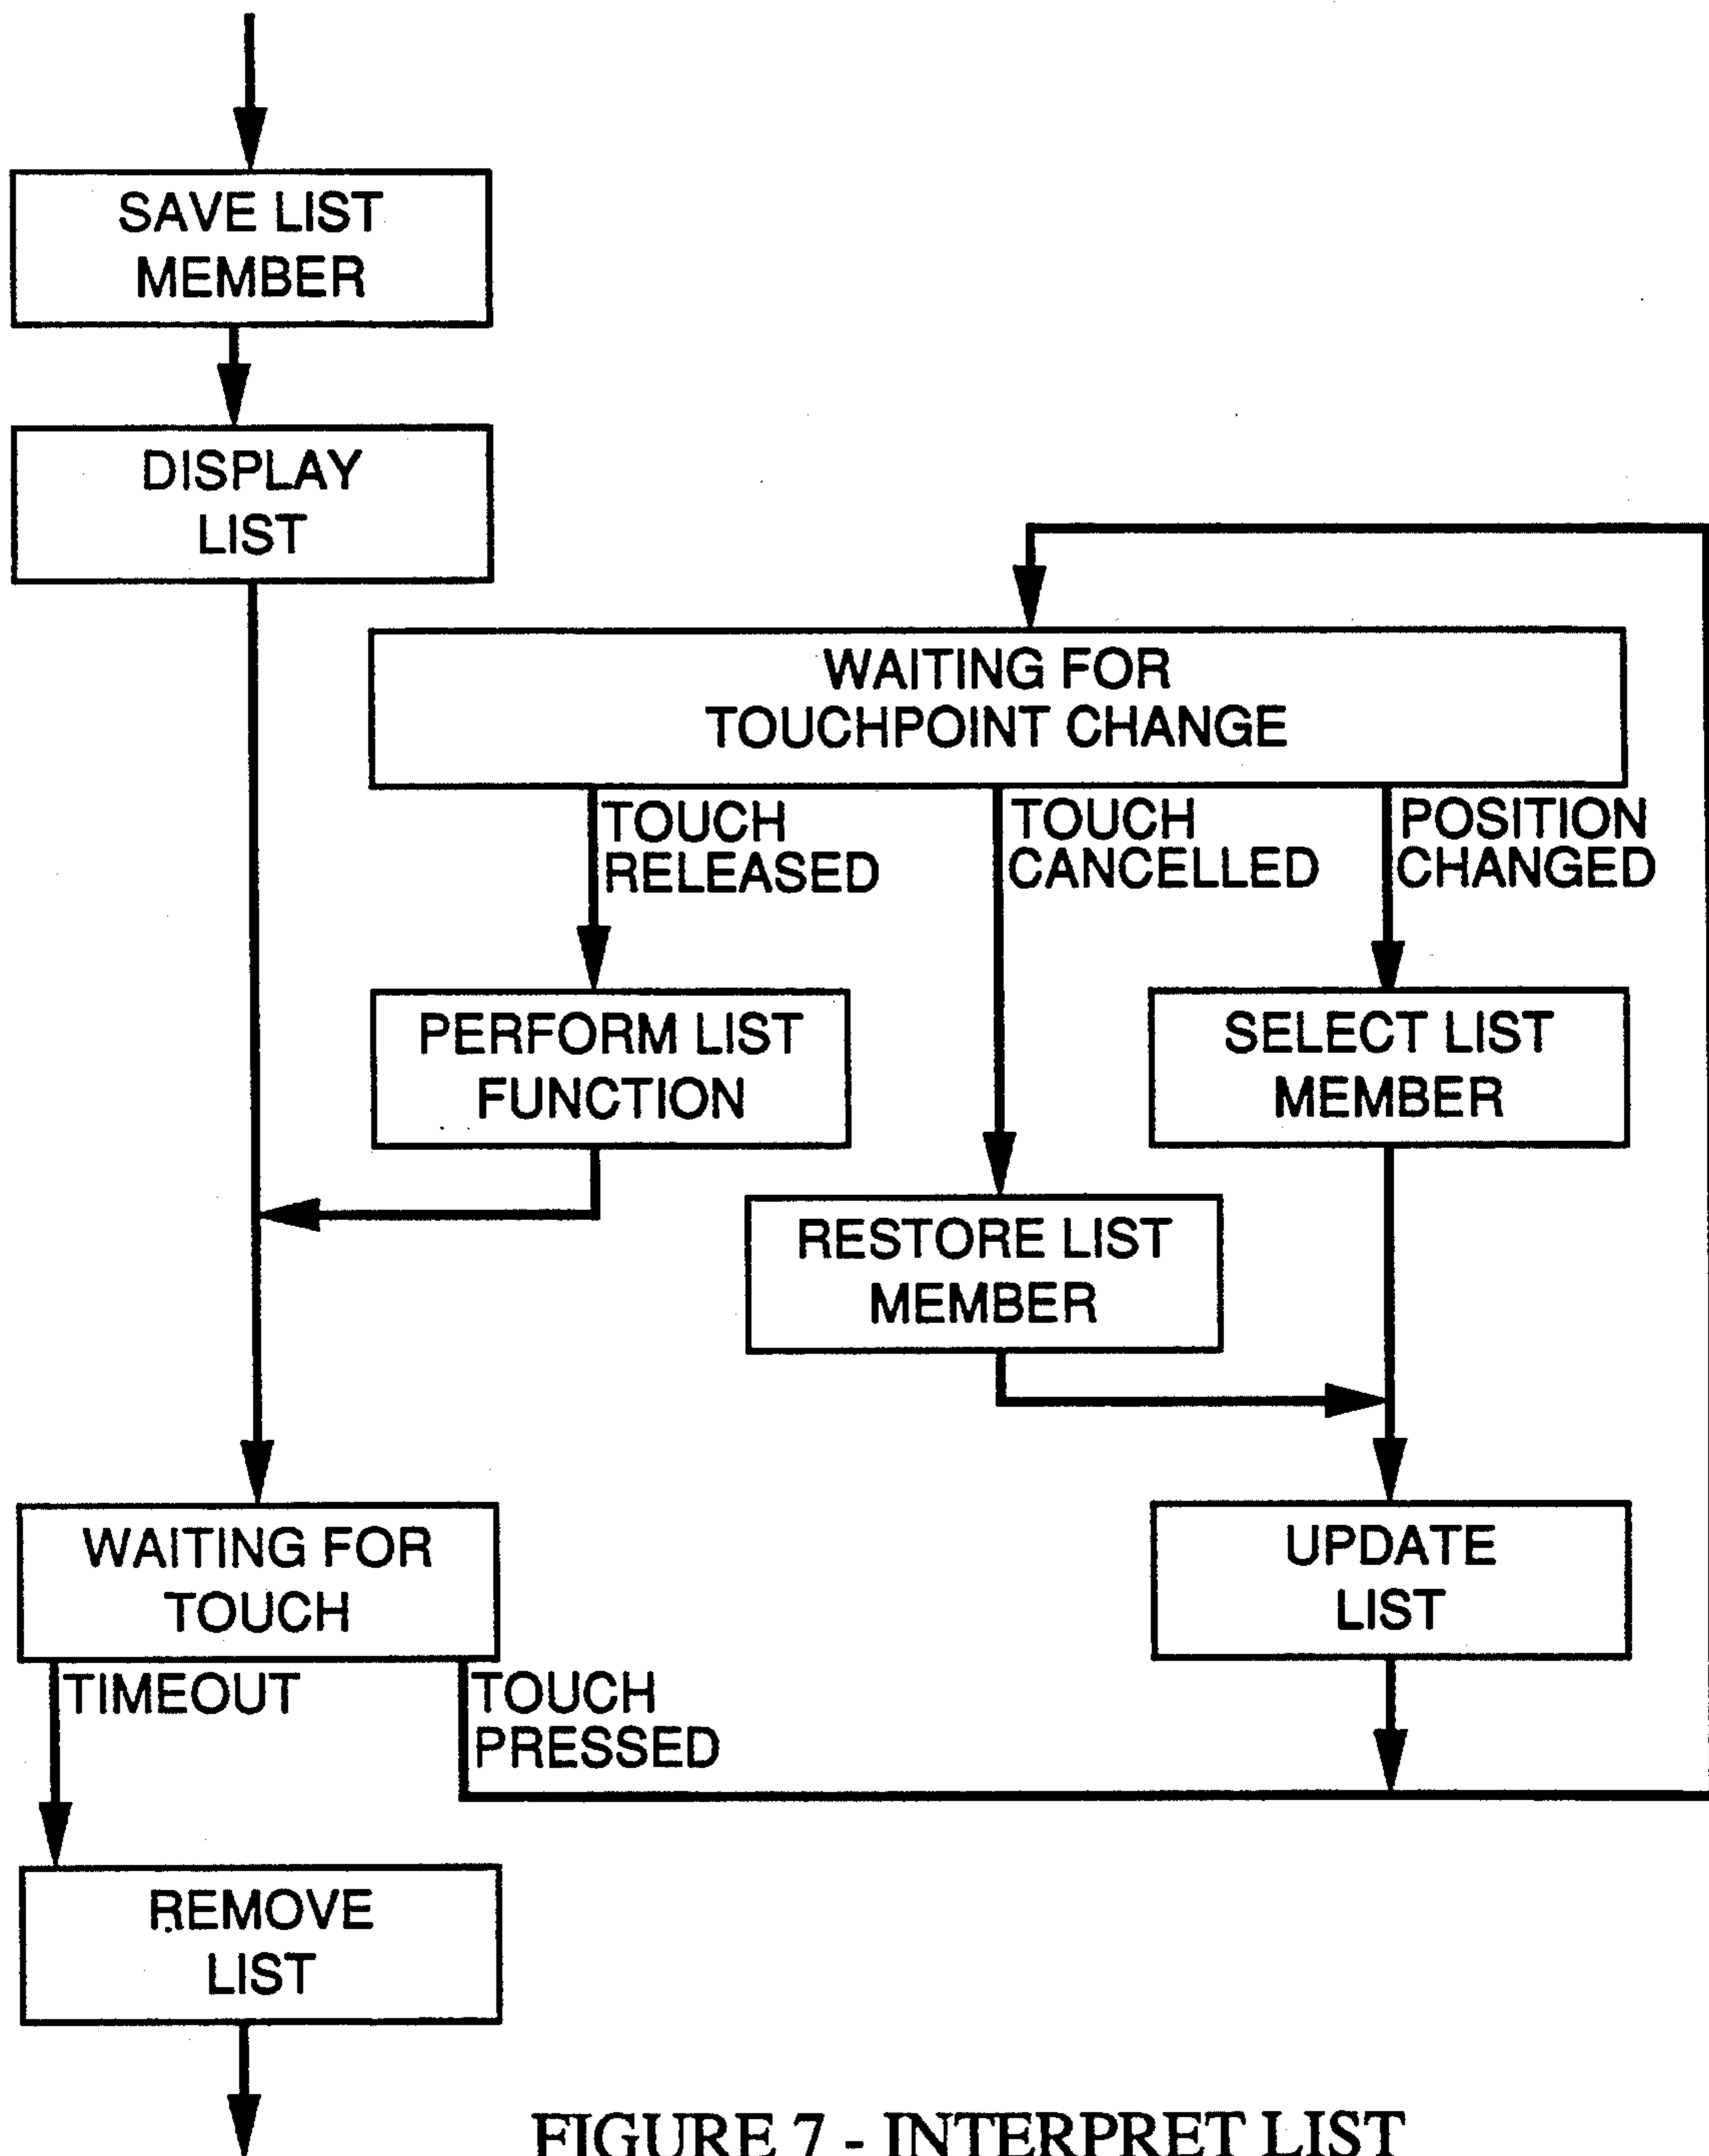 SAVE LIST
MEMBER
DISPLAY
LIST
WAITING FOR
TOUCHPOINT CHANGE
TOUCH
RELEASED
TOUCH
CANCELLED
POSITION
CHANGED
PERFORM LIST
FUNCTION
SELECT LIST
MEMBER
RESTORE LIST
MEMBER
WAITING FOR
TOUCH
UPDATE
LIST
TIMEOUT
TOUCH
PRESSED
REMOVE
LIST
FIGURE 7 - INTERPRET LIST